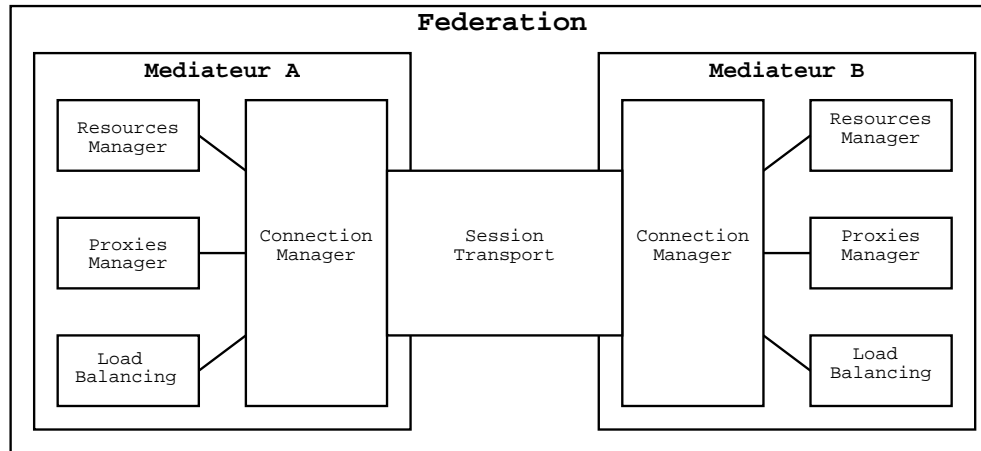 Federation
Mediateur A
Resources
Manager
Proxies
Manager
Load
Balancing
Connection
Manager
Session
Transport
Mediateur B
Connection
Manager
Resources
Manager
Proxies
Manager
Load
Balancing